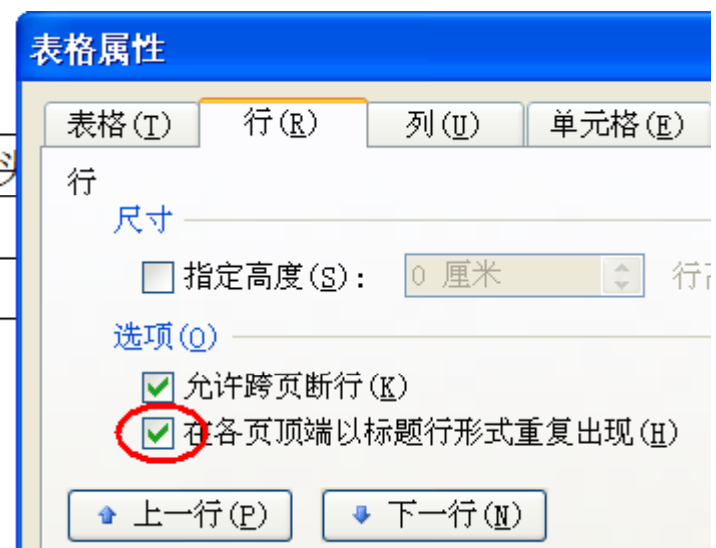 表格属性
表格(T) 行(R) 列(U) 单元格(E)
行
尺寸
指定高度(S): 0 厘米
选项(O)
允许跨页断行(K)
在各页顶端以标题行形式重复出现(H)
上一行(P) 下一行(N)